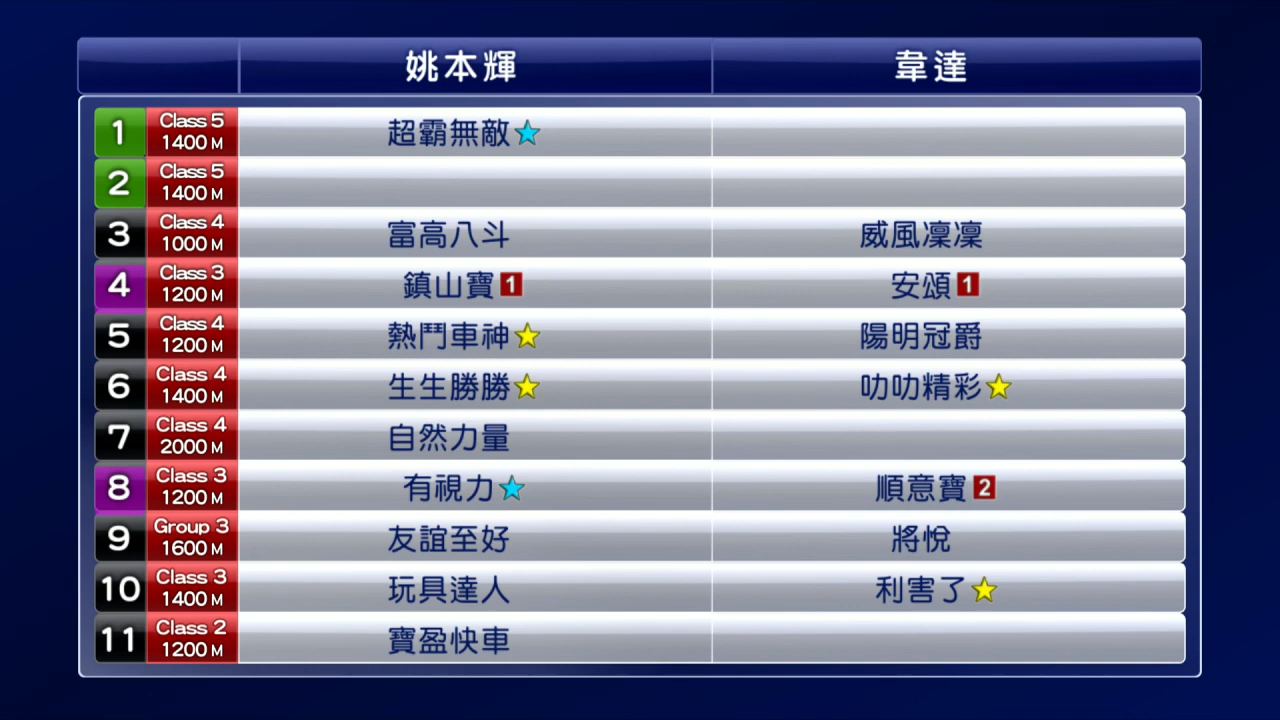 姚本輝 韋達
1 Class 5 1400 M 超霸無敵
2 Class 5 1400 M
3 Class 4 1000 M 富高八斗 威風凜凜
4 Class 3 1200 M 鎮山寶 1 安頌 1
5 Class 4 1200 M 熱鬥車神 陽明冠爵
6 Class 4 1400 M 生生勝勝 叻叻精彩
7 Class 4 2000 M 自然力量
8 Class 3 1200 M 有視力 順意寶 2
9 Group 3 1600 M 友誼至好 將悅
10 Class 3 1400 M 玩具達人 利害了
11 Class 2 1200 M 寶盈快車